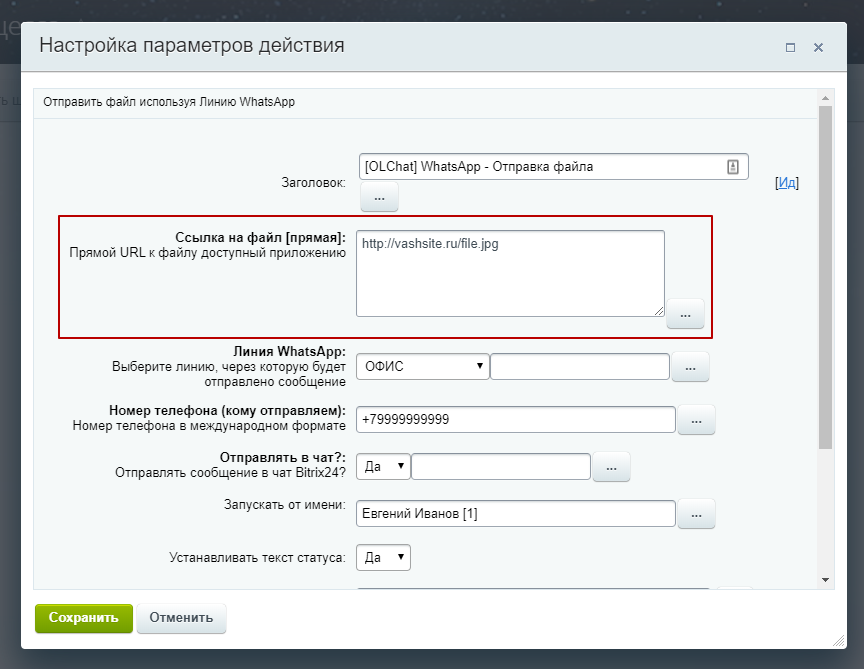 Настройка параметров действия
Отправить файл используя Линию WhatsApp
Заголовок:
[OLChat] WhatsApp - Отправка файла
[Ид]
...
Ссылка на файл [прямая]:
Прямой URL к файлу доступный приложению
http://vashsite.ru/file.jpg
...
Линия WhatsApp:
Выберите линию, через которую будет
отправлено сообщение
ОФИС
...
Номер телефона (кому отправляем):
Номер телефона в международном формате
+79999999999
...
Отправлять в чат?:
Отправлять сообщение в чат Bitrix24?
Да
...
Запускать от имени:
Евгений Иванов [1]
...
Устанавливать текст статуса:
Да
Сохранить
Отменить